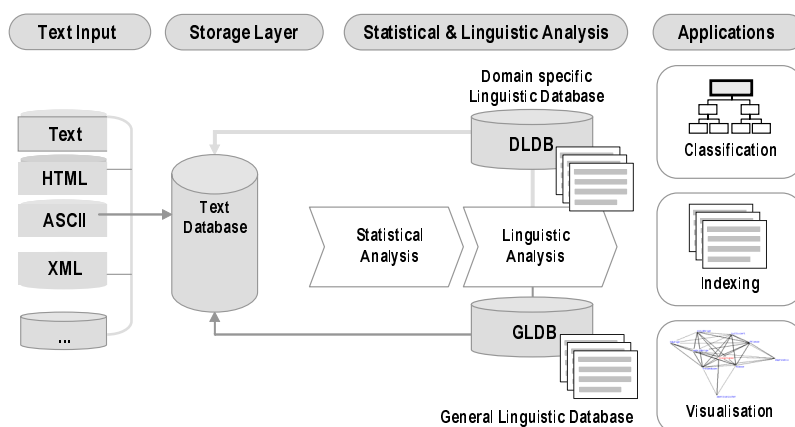 Text Input
Storage Layer
Statistical & Linguistic Analysis
Applications
Text
HTML
ASCII
XML
...
Text
Database
Domain specific
Linguistic Database
DLDB
Statistical
Analysis
Linguistic
Analysis
GLDB
General Linguistic Database
Classification
Indexing
Visualisation